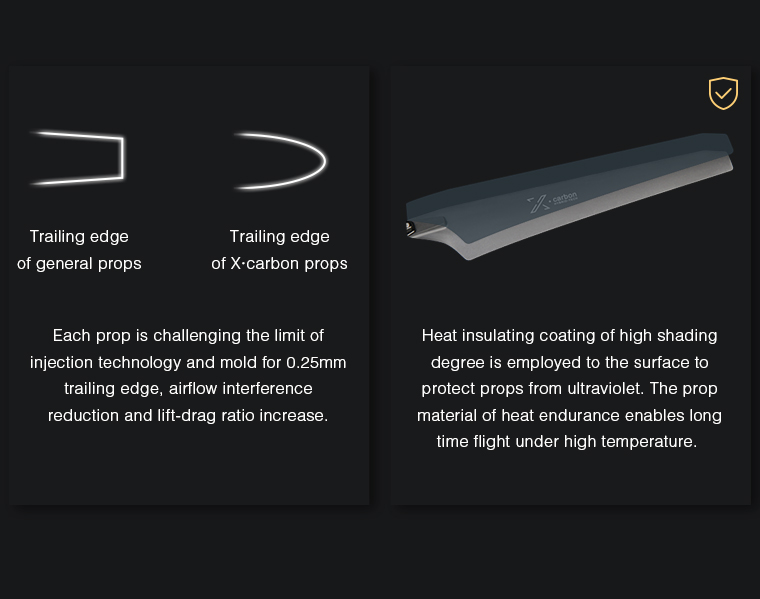 Trailing edge
of general props
Trailing edge
of X·carbon props
Each prop is challenging the limit of
injection technology and mold for 0.25mm
trailing edge, airflow interference
reduction and lift-drag ratio increase.
X·carbon
Heat insulating coating of high shading
degree is employed to the surface to
protect props from ultraviolet. The prop
material of heat endurance enables long
time flight under high temperature.